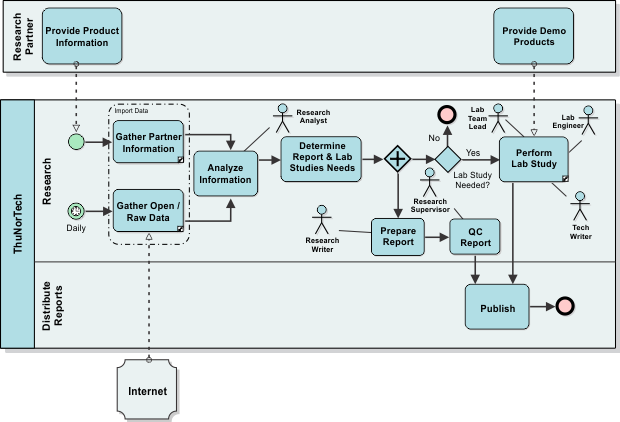 Research
Partner
Provide Product
Information
Provide Demo
Products
ThuNorTech
Research
Import Data
Gather Partner
Information
Gather Open /
Raw Data
Daily
Research
Analyst
Analyze
Information
Determine
Report & Lab
Studies Needs
No
Yes
Lab Study
Needed?
Lab
Team
Lead
Lab
Engineer
Perform
Lab Study
Tech
Writer
Research
Supervisor
Research
Writer
Prepare
Report
QC
Report
Distribute
Reports
Publish
Internet